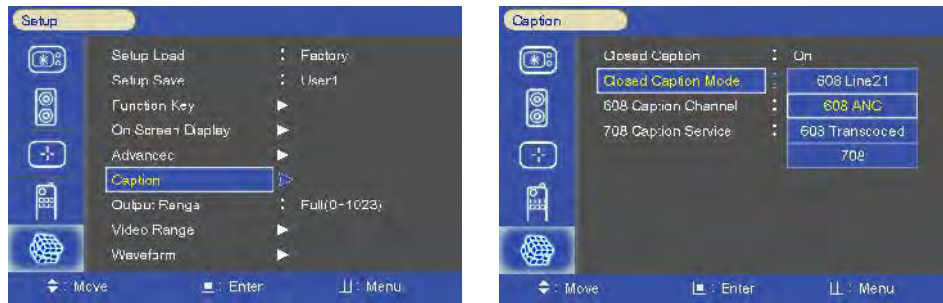 Setup
Setup Load : Factory
Setup Save : User1
Function Key ▶
On Screen Display ▶
Advanced ▶
Caption ▷
Output Range : Full(0~1023)
Video Range ▶
Waveform ▶
: Move : Enter : Menu
Caption
Closed Caption : On
Closed Caption Mode : 608 Line21
608 Caption Channel : 608 ANC
708 Caption Service : 608 Transcoded
708
: Move : Enter : Menu